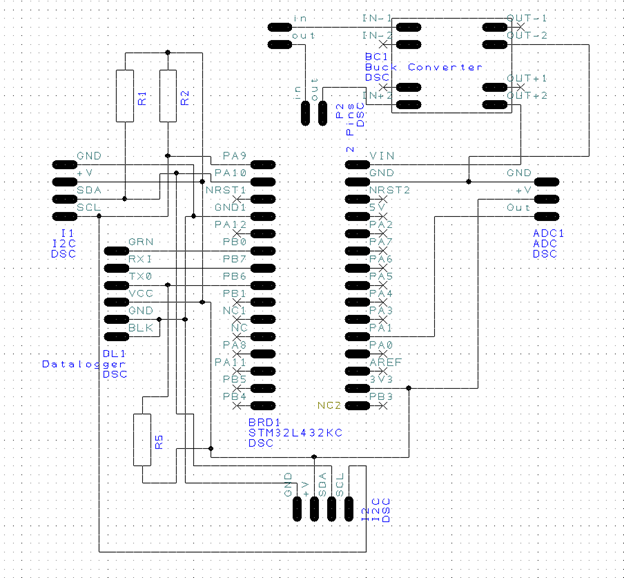 in
out
IN-1
IN-2
OUT-1
OUT-2
BC1
Buck Converter
DSC
IN+2
OUT+1
OUT+2
in
out
P2
2 Pins
DSC
R1
R2
GND
+V
SDA
SCL
I1
I2C
DSC
PA9
PA10
NRST1
GND1
PA12
PB0
PB7
PB6
PB1
NC1
NC
PA8
PA11
PB5
PB4
VIN
GND
NRST2
5V
PA2
PA7
PA6
PA5
PA4
PA3
PA1
PA0
AREF
3V3
PB3
NC2
BRD1
STM32L432KC
DSC
GND
+V
Out
ADC1
ADC
DSC
GRN
RXI
TX0
VCC
GND
BLK
DL1
Datalogger
DSC
R5
GND
+V
SDA
SCL
I2
I2C
DSC